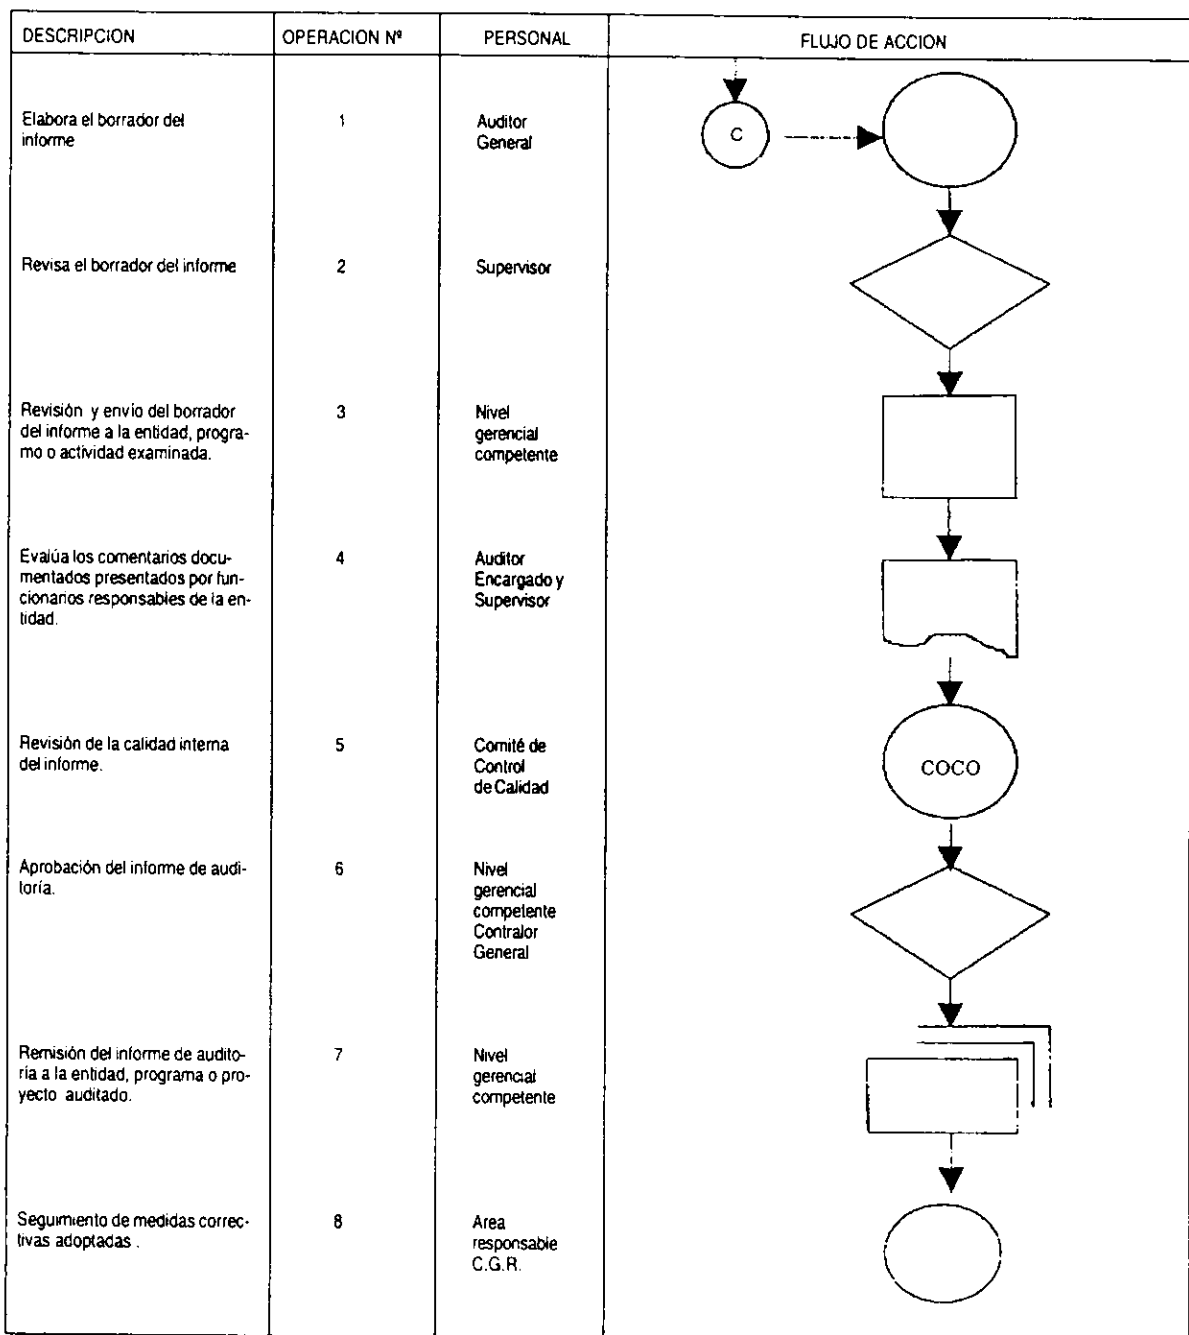 DESCRIPCION OPERACION Nº PERSONAL FLUJO DE ACCION
C
Elabora el borrador del 1 Auditor
informe General
Revisa el borrador del informe 2 Supervisor
Revisión y envío del borrador 3 Nivel
del informe a la entidad, progra- gerencial
mo o actividad examinada. competente
Evalúa los comentarios docu- 4 Auditor
mentados presentados por fun- Encargado y
cionarios responsables de la en- Supervisor
tidad.
Revisión de la calidad interna 5 Comité de
del informe. Control
de Calidad
COCO
Aprobación del informe de audi- 6 Nivel
toría. gerencial
competente
Contralor
General
Remisión del informe de audito- 7 Nivel
ría a la entidad, programa o pro- gerencial
yecto auditado. competente
Seguimiento de medidas correc- 8 Area
tivas adoptadas . responsable
C.G.R.